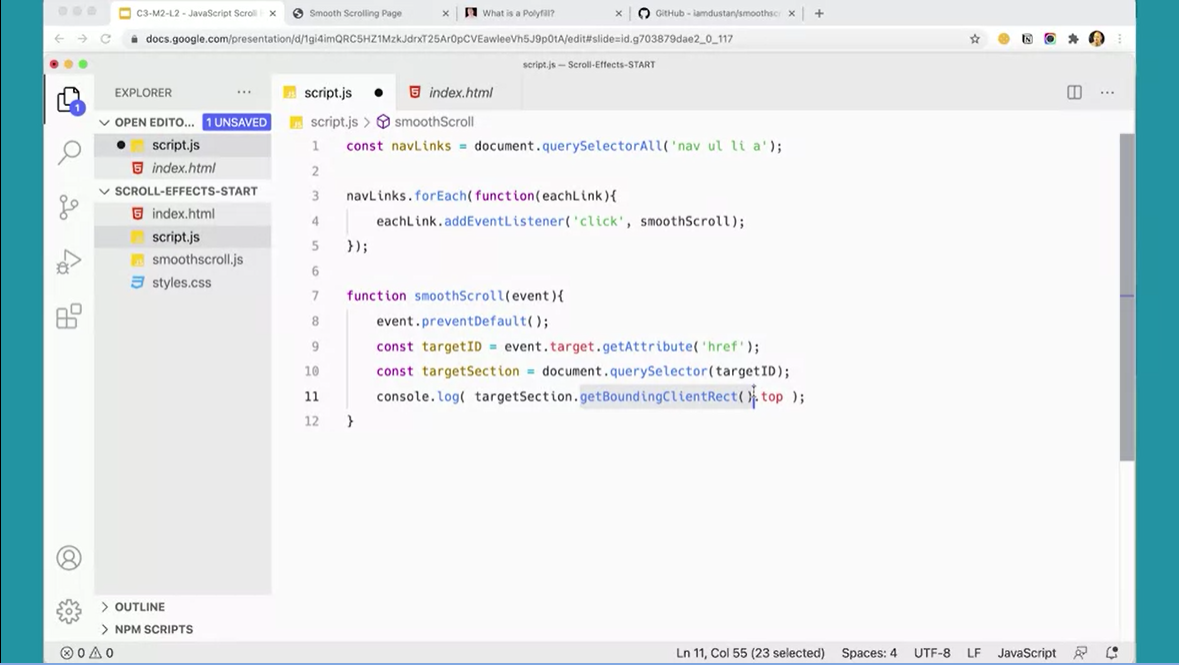 C3-M2-L2 - JavaScript Scroll
Smooth Scrolling Page
What is a Polyfill?
GitHub - iamdustan/smoothsc
docs.google.com/presentation/d/1gi4imQRC5HZ1MzkJdrxT25Ar0pCVEawleeVh5J9p0tA/edit#slide=id.g703879dae2_0_117
script.js — Scroll-Effects-START
EXPLORER
script.js
index.html
OPEN EDITO... 1 UNSAVED
script.js > smoothScroll
script.js
index.html
SCROLL-EFFECTS-START
index.html
script.js
smoothscroll.js
styles.css
1 const navLinks = document.querySelectorAll('nav ul li a');
2
3 navLinks.forEach(function(eachLink){
4 eachLink.addEventListener('click', smoothScroll);
5 });
6
7 function smoothScroll(event){
8 event.preventDefault();
9 const targetID = event.target.getAttribute('href');
10 const targetSection = document.querySelector(targetID);
11 console.log( targetSection.getBoundingClientRect().top );
12 }
1
OUTLINE
NPM SCRIPTS
0 0
Ln 11, Col 55 (23 selected) Spaces: 4 UTF-8 LF JavaScript